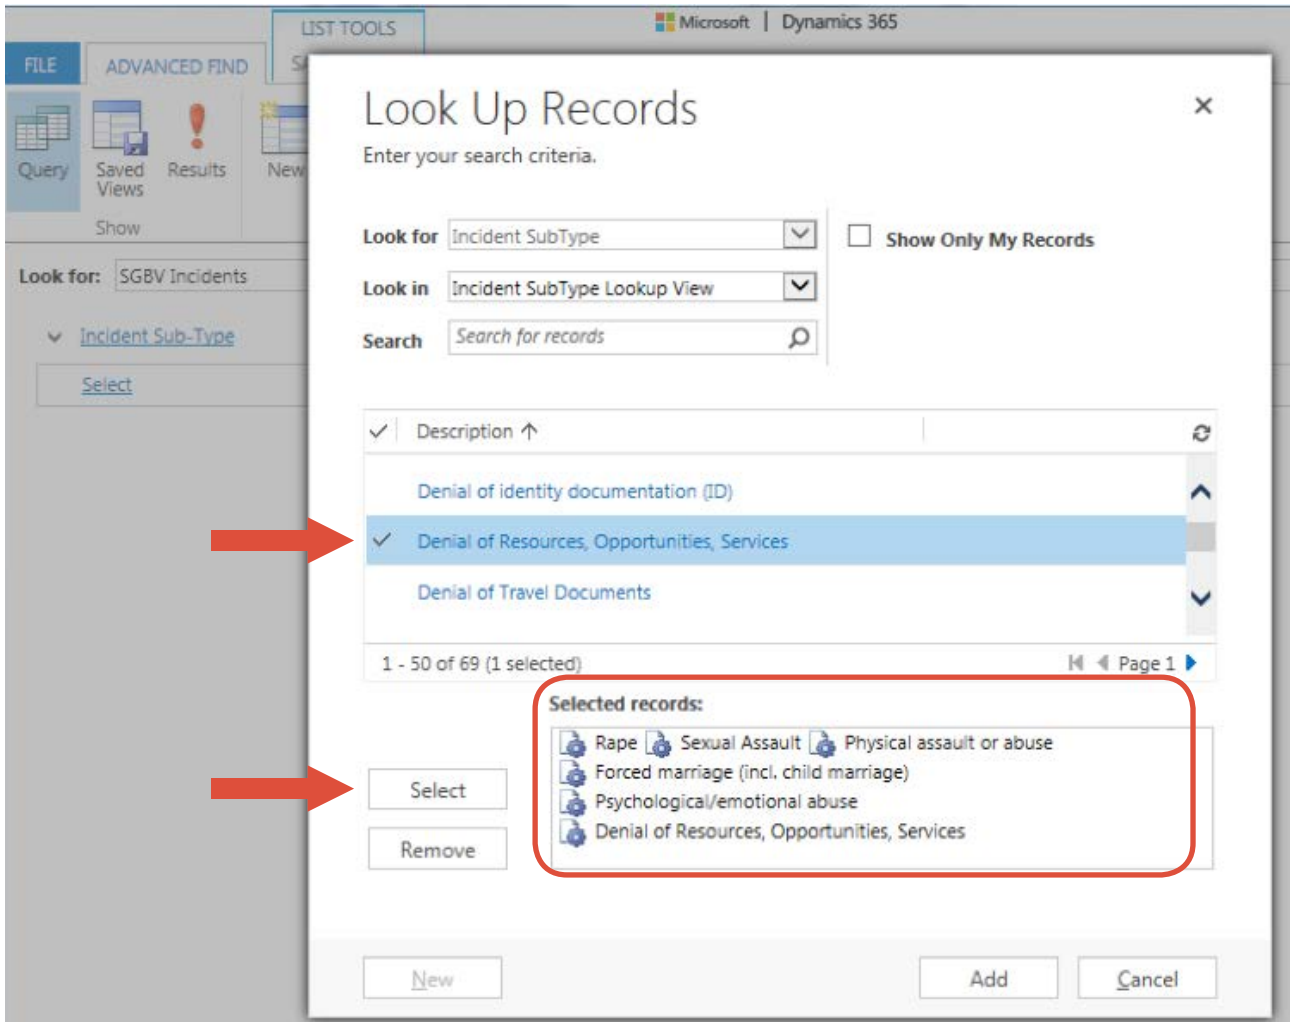 LIST TOOLS
Microsoft | Dynamics 365
FILE
ADVANCED FIND
Query
Saved Views
Results
New
Show
Look for: SGBV Incidents
Incident Sub-Type
Select
Look Up Records
Enter your search criteria.
Look for Incident SubType
Show Only My Records
Look in Incident SubType Lookup View
Search Search for records
Description
Denial of identity documentation (ID)
Denial of Resources, Opportunities, Services
Denial of Travel Documents
1 - 50 of 69 (1 selected)
Page 1
Selected records:
Rape Sexual Assault Physical assault or abuse
Forced marriage (incl. child marriage)
Psychological/emotional abuse
Denial of Resources, Opportunities, Services
Select
Remove
New
Add
Cancel